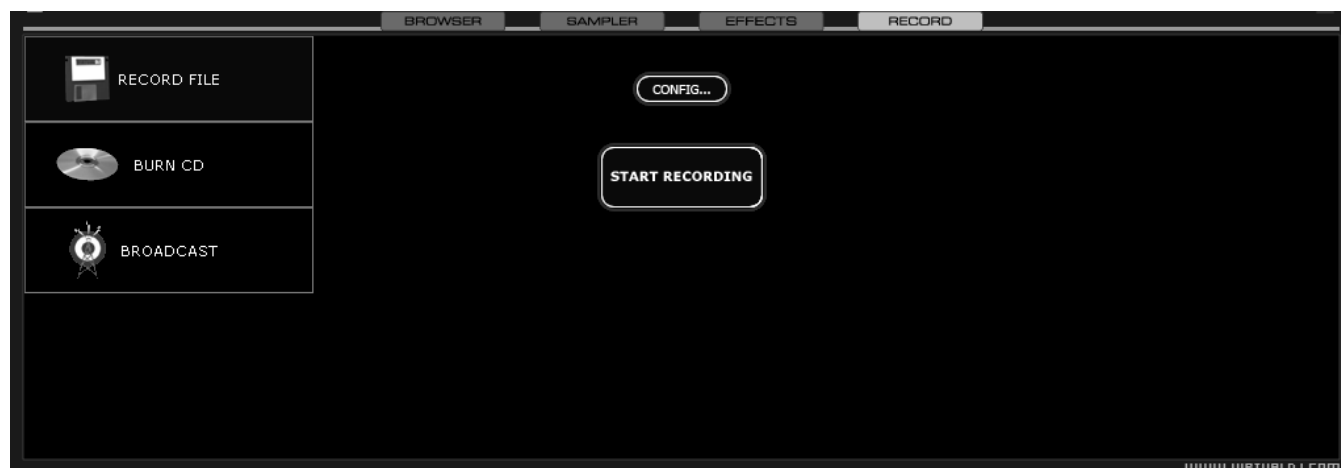 BROWSER SAMPLER EFFECTS RECORD
RECORD FILE
CONFIG...
BURN CD
START RECORDING
BROADCAST